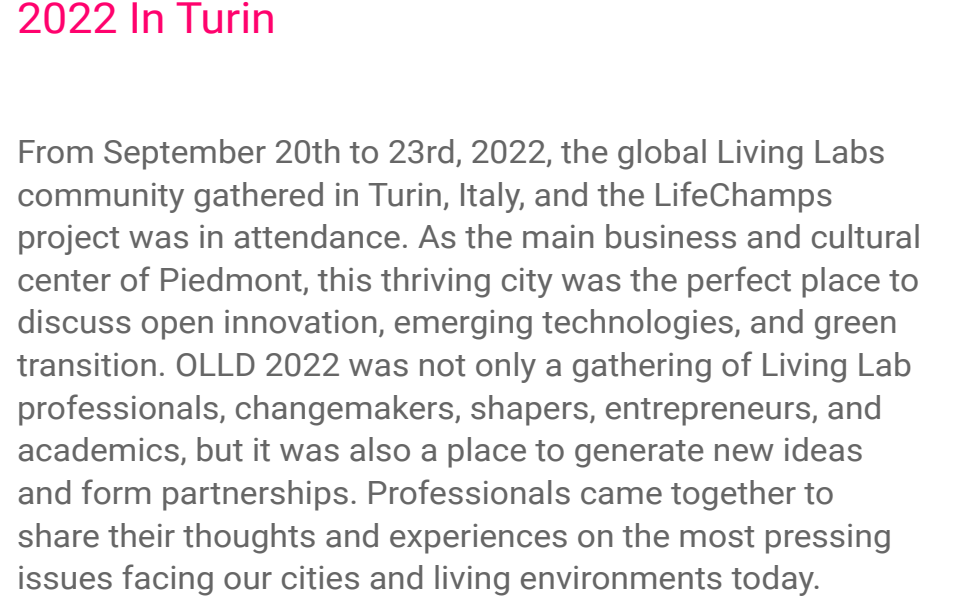 2022 In Turin
From September 20th to 23rd, 2022, the global Living Labs
community gathered in Turin, Italy, and the LifeChamps
project was in attendance. As the main business and cultural
center of Piedmont, this thriving city was the perfect place to
discuss open innovation, emerging technologies, and green
transition. OLLD 2022 was not only a gathering of Living Lab
professionals, changemakers, shapers, entrepreneurs, and
academics, but it was also a place to generate new ideas
and form partnerships. Professionals came together to
share their thoughts and experiences on the most pressing
issues facing our cities and living environments today.